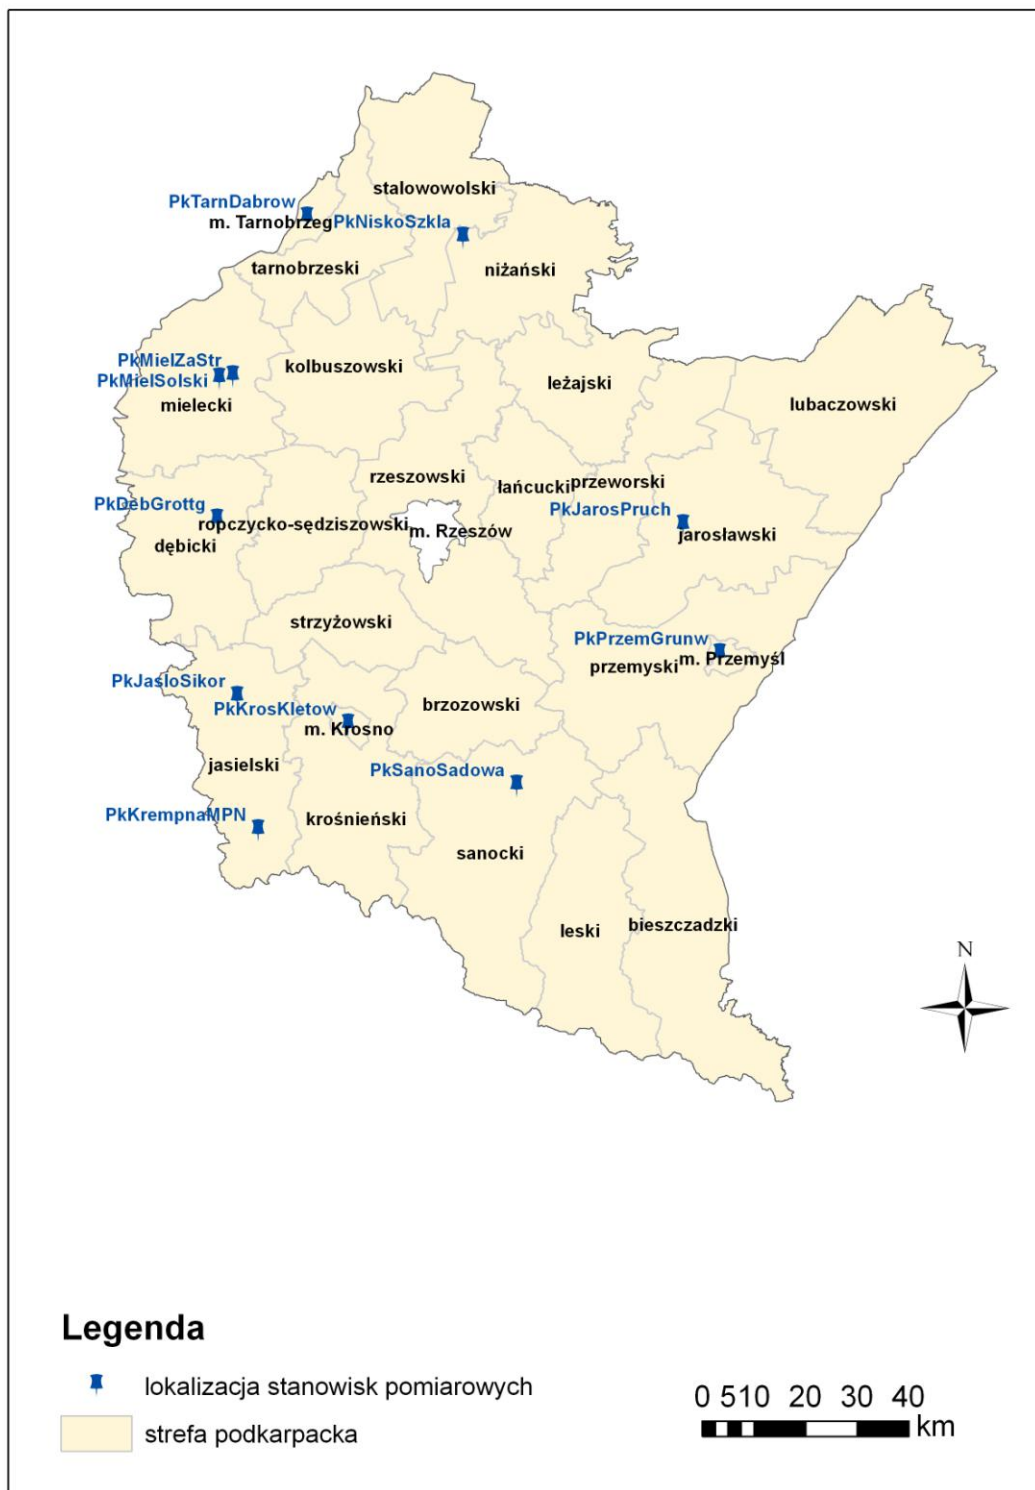 stalowowolski
PkTarnDabrow
m. Tarnobrzeg
PkNiskoSzkla
tarnobrzeski
niżański
PkMielZaStr
kolbuszowski
PkMielSolski
leżajski
mielecki
lubaczowski
rzeszowski
łańcucki
przeworski
PkDebGrottg
PkJarosPruch
ropczycko-sędziszowski
m. Rzeszów
jarosławski
dębicki
strzyżowski
PkPrzemGrunw
m. Przemyśl
przemyski
PkJasloSikor
PkKrosKletow
brzozowski
m. Krosno
jasielski
PkSanoSadowa
PkKrempnaMPN
krośnieński
sanocki
leski
bieszczadzki
N
Legenda
lokalizacja stanowisk pomiarowych
strefa podkarpacka
0 5 10 20 30 40
km